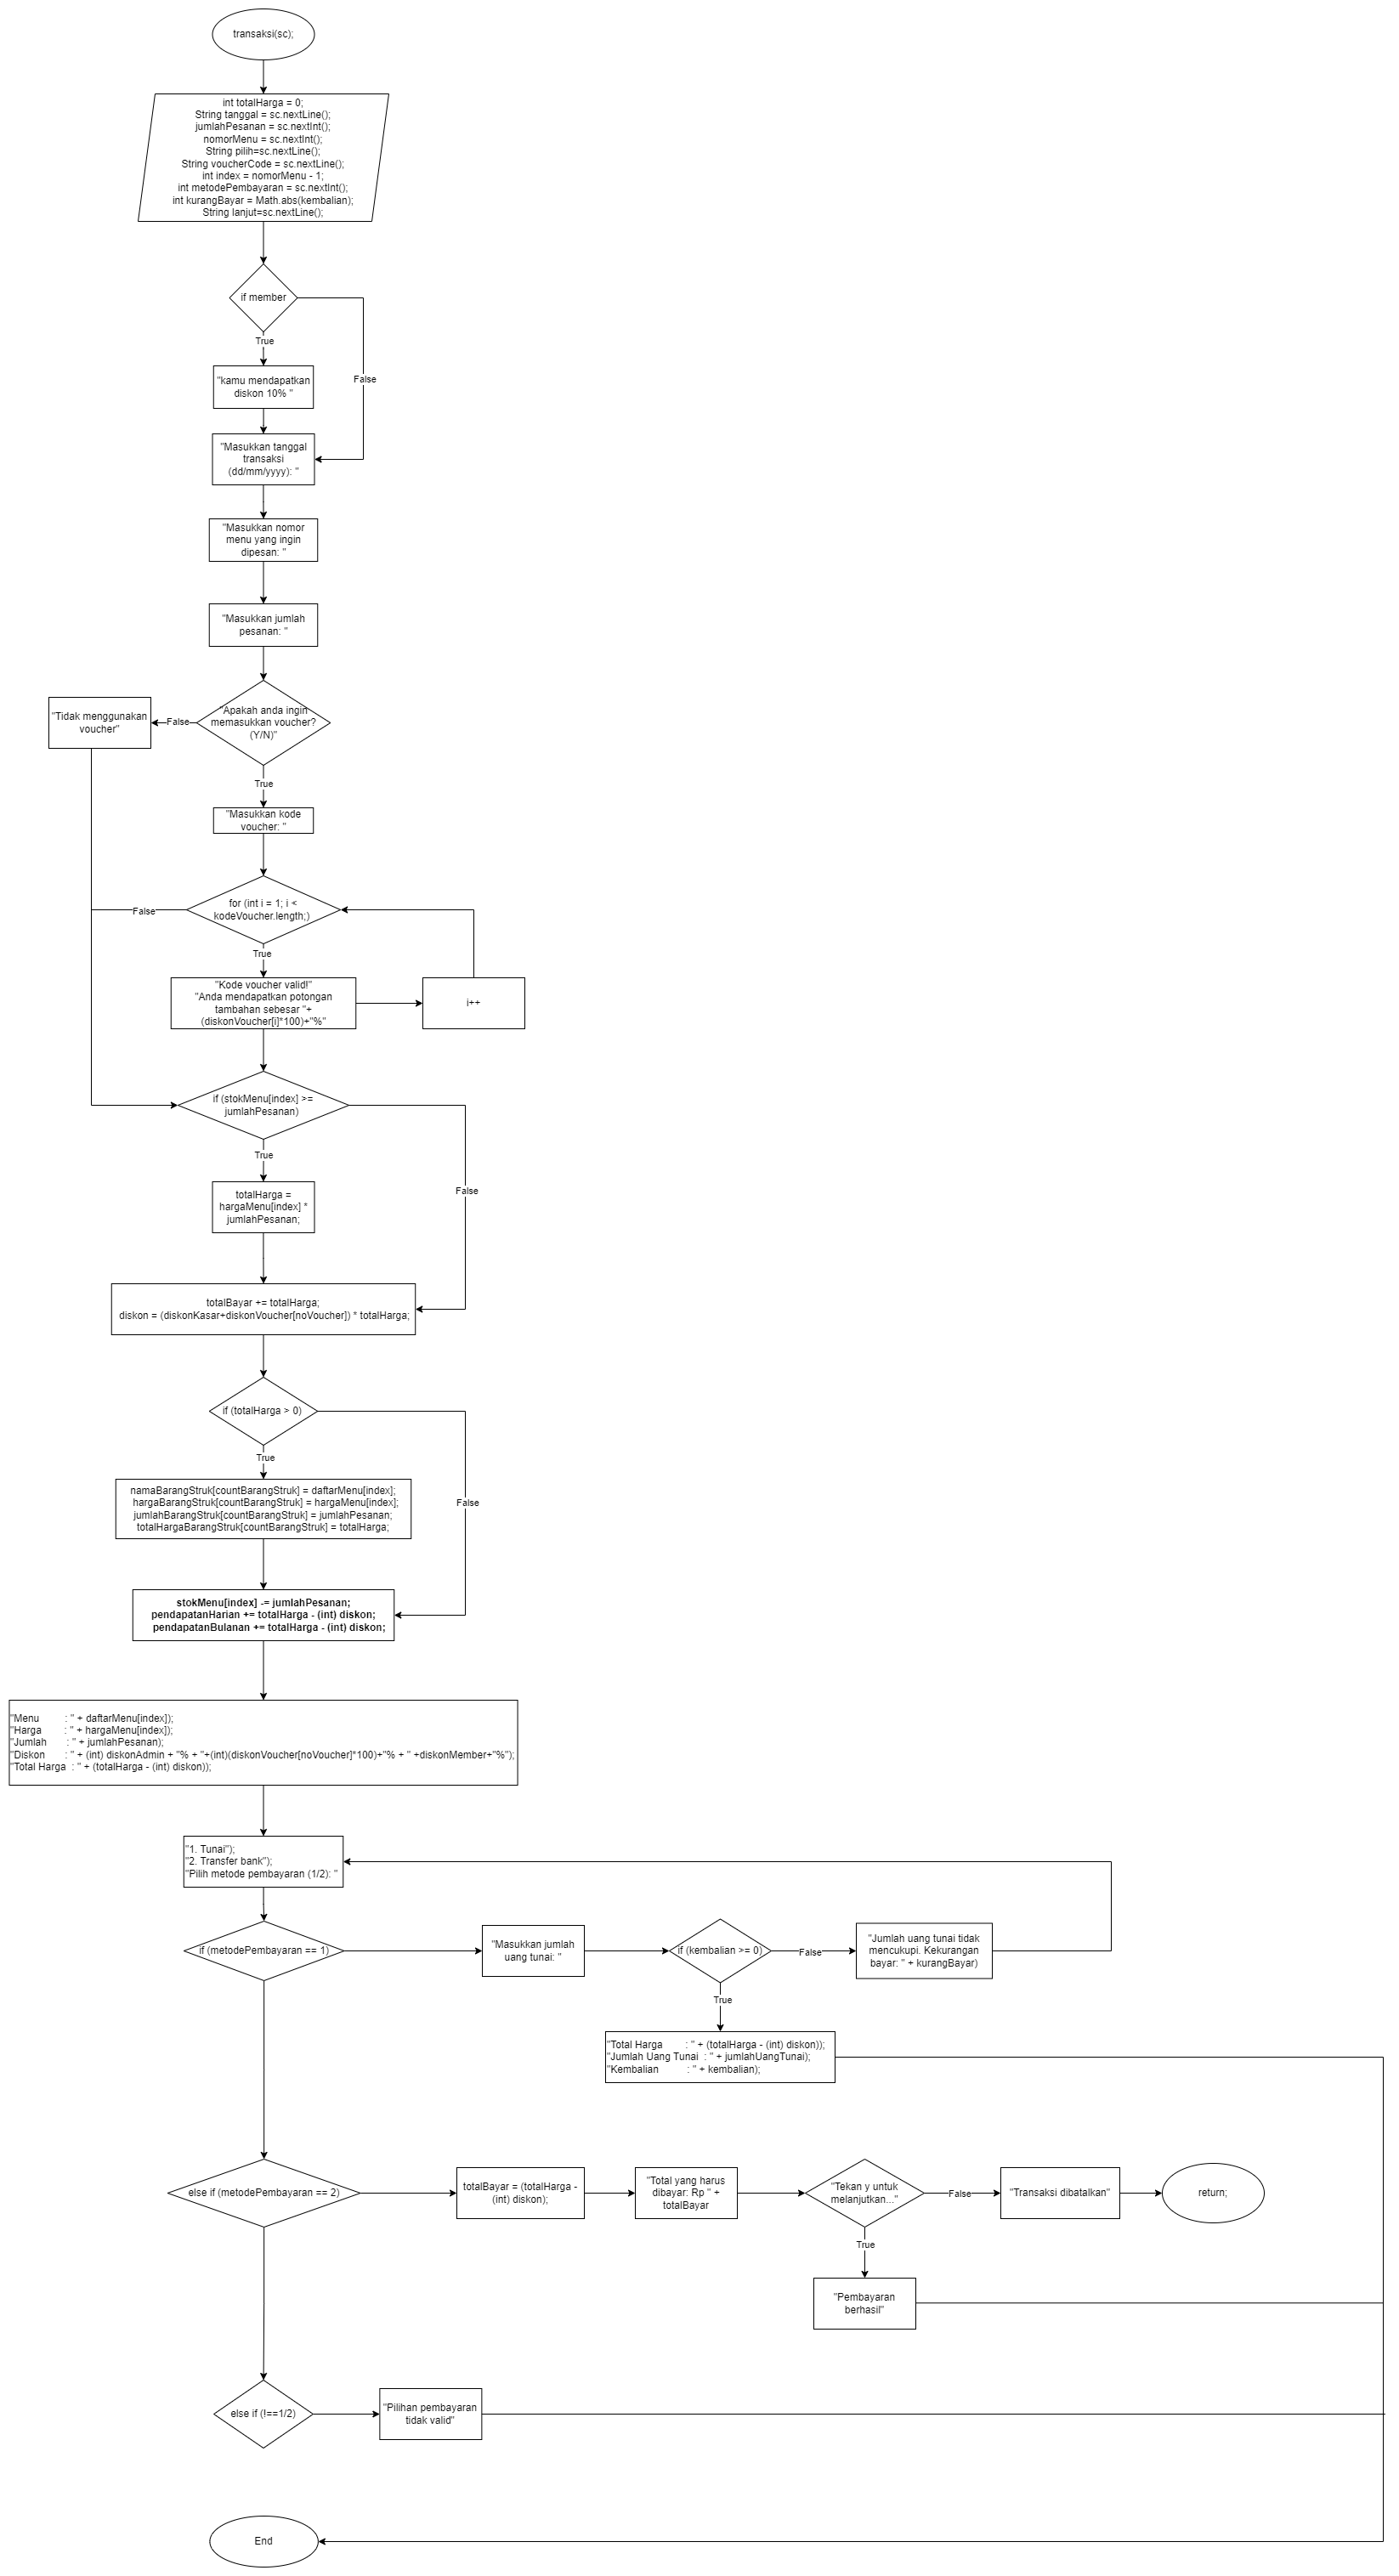 transaksi(sc);
int totalHarga = 0;
String tanggal = sc.nextLine();
jumlahPesanan = sc.nextInt();
nomorMenu = sc.nextInt();
String pilih=sc.nextLine();
String voucherCode = sc.nextLine();
int index = nomorMenu - 1;
int metodePembayaran = sc.nextInt();
int kurangBayar = Math.abs(kembalian);
String lanjut=sc.nextLine();
if member
True
False
"kamu mendapatkan
diskon 10% "
"Masukkan tanggal
transaksi
(dd/mm/yyyy): "
"Masukkan nomor
menu yang ingin
dipesan: "
"Masukkan jumlah
pesanan: "
"Apakah anda ingin
memasukkan voucher?
(Y/N)"
False
"Tidak menggunakan
voucher"
True
"Masukkan kode
voucher: "
for (int i = 1; i <
kodeVoucher.length;)
False
True
"Kode voucher valid!"
"Anda mendapatkan potongan
tambahan sebesar "+
(diskonVoucher[i]*100)+"%"
i++
if (stokMenu[index] >=
jumlahPesanan)
True
False
totalHarga =
hargaMenu[index] *
jumlahPesanan;
totalBayar += totalHarga;
diskon = (diskonKasar+diskonVoucher[noVoucher]) * totalHarga;
if (totalHarga > 0)
True
False
namaBarangStruk[countBarangStruk] = daftarMenu[index];
hargaBarangStruk[countBarangStruk] = hargaMenu[index];
jumlahBarangStruk[countBarangStruk] = jumlahPesanan;
totalHargaBarangStruk[countBarangStruk] = totalHarga;
stokMenu[index] -= jumlahPesanan;
pendapatanHarian += totalHarga - (int) diskon;
pendapatanBulanan += totalHarga - (int) diskon;
"Menu : " + daftarMenu[index]);
"Harga : " + hargaMenu[index]);
"Jumlah : " + jumlahPesanan);
"Diskon : " + (int) diskonAdmin + "% + "+(int)(diskonVoucher[noVoucher]*100)+"% + " +diskonMember+"%");
"Total Harga : " + (totalHarga - (int) diskon));
"1. Tunai");
"2. Transfer bank");
"Pilih metode pembayaran (1/2): "
if (metodePembayaran == 1)
"Masukkan jumlah
uang tunai: "
if (kembalian >= 0)
False
"Jumlah uang tunai tidak
mencukupi. Kekurangan
bayar: " + kurangBayar)
True
"Total Harga : " + (totalHarga - (int) diskon));
"Jumlah Uang Tunai : " + jumlahUangTunai);
"Kembalian : " + kembalian);
else if (metodePembayaran == 2)
totalBayar = (totalHarga -
(int) diskon);
"Total yang harus
dibayar: Rp " +
totalBayar
"Tekan y untuk
melanjutkan..."
False
"Transaksi dibatalkan"
return;
True
"Pembayaran
berhasil"
else if (!==1/2)
"Pilihan pembayaran
tidak valid"
End